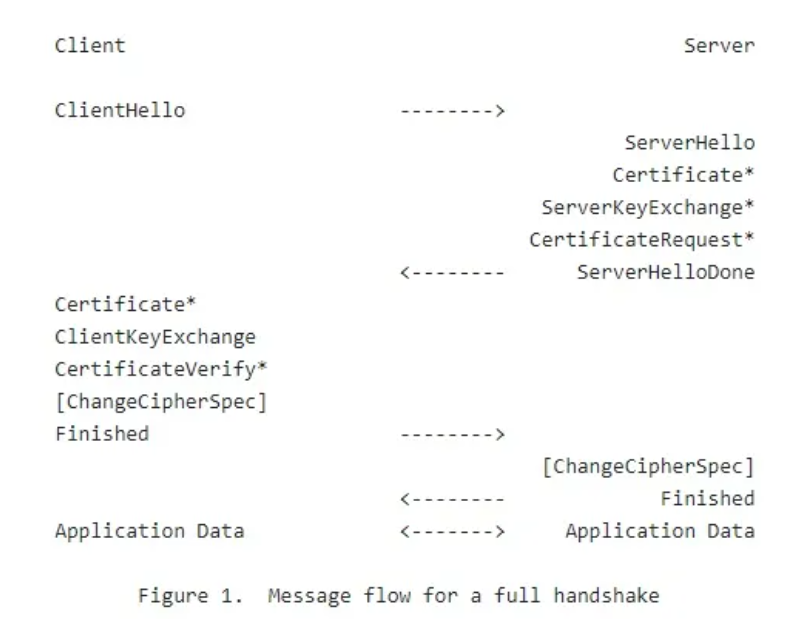 Client                                               Server

ClientHello                  -------->
                                                ServerHello
                                               Certificate*
                                         ServerKeyExchange*
                                        CertificateRequest*
                             <--------      ServerHelloDone
Certificate*
ClientKeyExchange
CertificateVerify*
[ChangeCipherSpec]
Finished                     -------->
                                         [ChangeCipherSpec]
                             <--------             Finished
Application Data             <------->     Application Data

       Figure 1.  Message flow for a full handshake